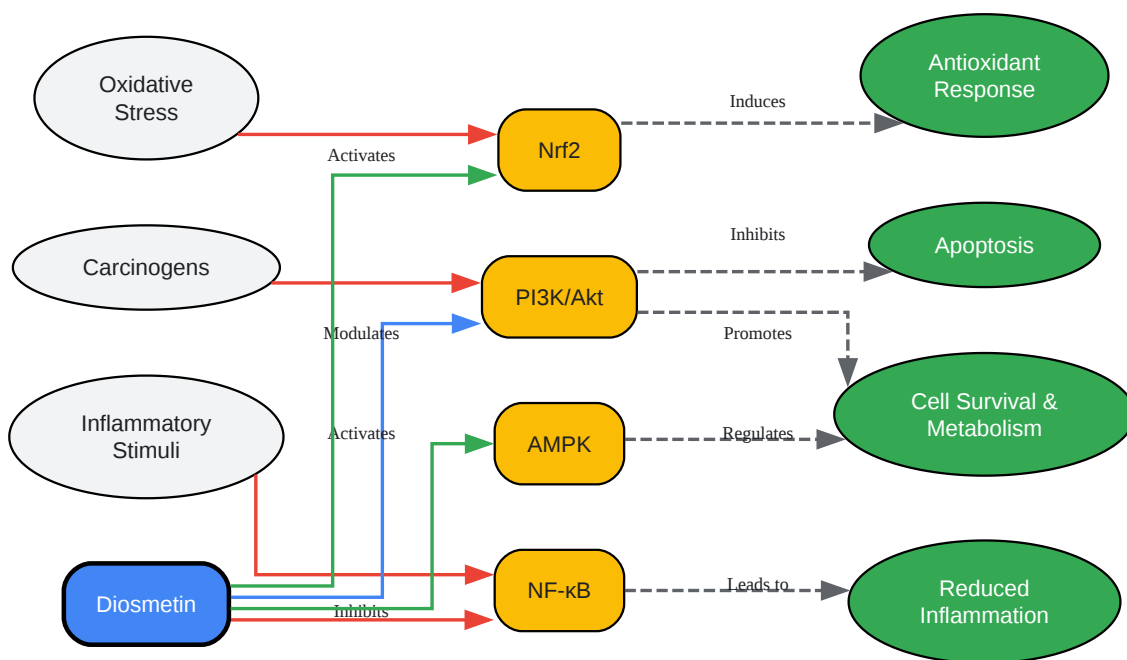 Oxidative
Stress
Activates
Nrf2
Induces
Antioxidant
Response
Carcinogens
Modulates
PI3K/Akt
Inhibits
Apoptosis
Promotes
Inflammatory
Stimuli
Activates
AMPK
Regulates
Cell Survival &
Metabolism
Diosmetin
Inhibits
NF-κB
Leads to
Reduced
Inflammation